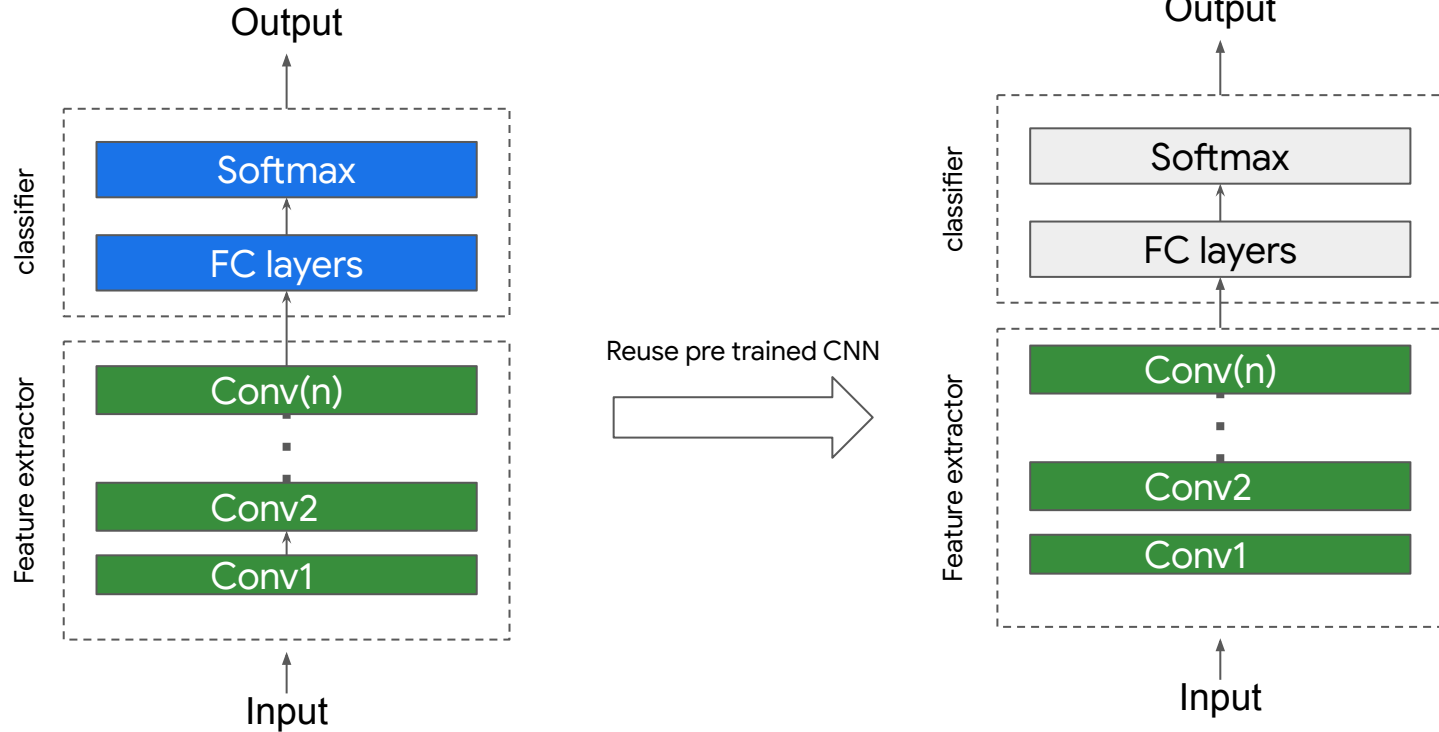 Output
classifier
Softmax
FC layers
Feature extractor
Conv(n)
Conv2
Conv1
Input
Reuse pre trained CNN
Output
classifier
Softmax
FC layers
Feature extractor
Conv(n)
Conv2
Conv1
Input